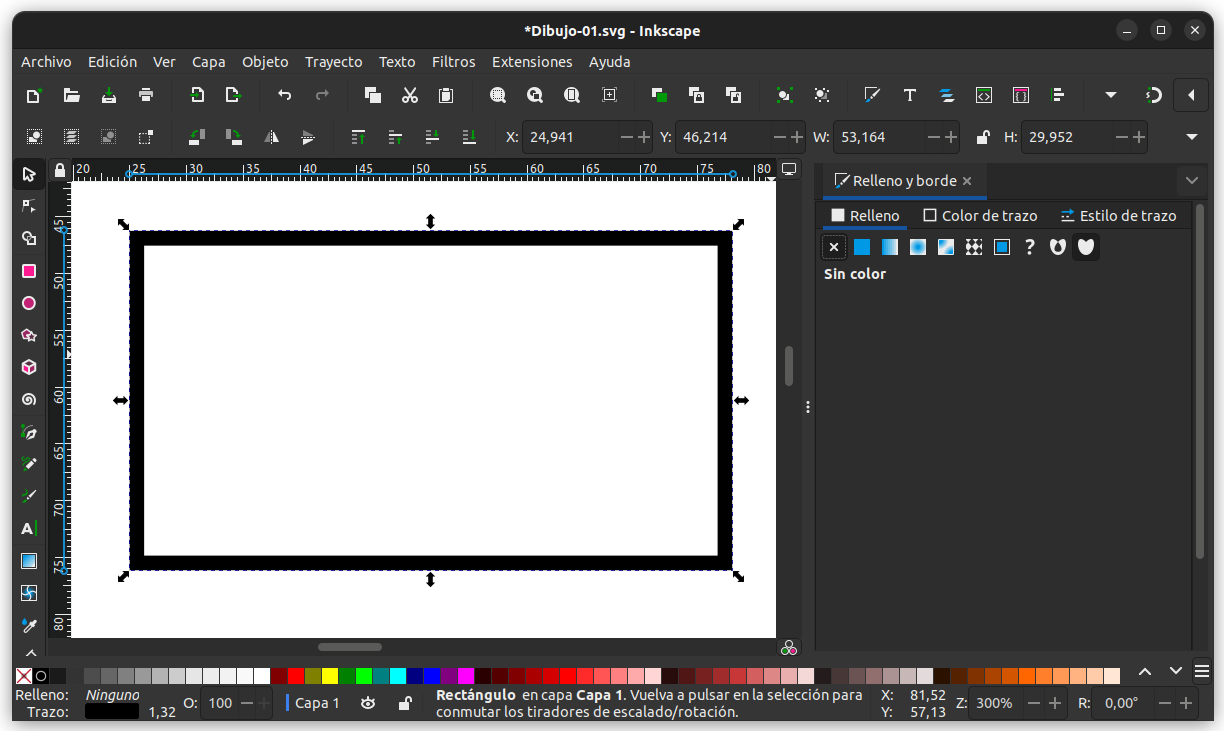 *Dibujo-01.svg - Inkscape
Archivo Edición Ver Capa Objeto Trayecto Texto Filtros Extensiones Ayuda
X: 24,941 Y: 46,214 W: 53,164 H: 29,952
20 25 30 35 40 45 50 55 60 65 70 75 80
45
50
55
60
65
70
75
80
Relleno y borde
Relleno Color de trazo Estilo de trazo
Sin color
Relleno: Ninguno
Trazo: 1,32
O: 100
Capa 1
Rectángulo en capa Capa 1. Vuelva a pulsar en la selección para
conmutar los tiradores de escalado/rotación.
X: 81,52
Y: 57,13
Z: 300%
R: 0,00°